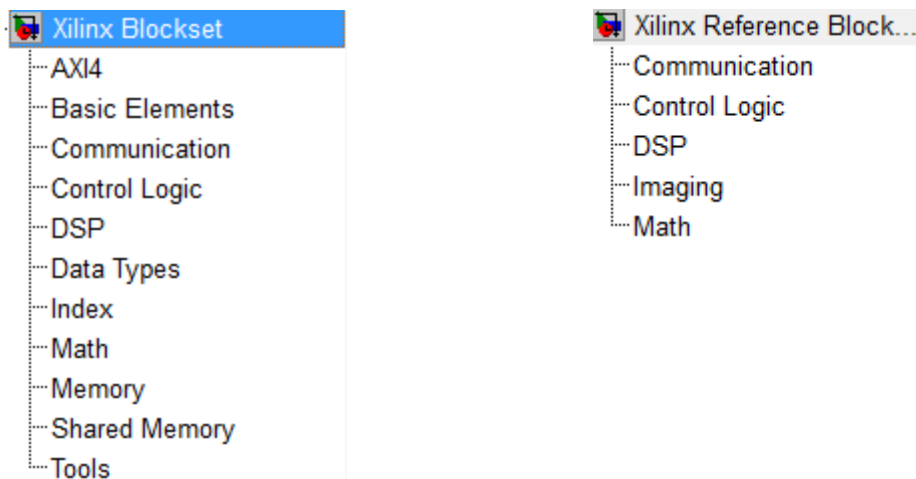 Xilinx Blockset
AXI4
Basic Elements
Communication
Control Logic
DSP
Data Types
Index
Math
Memory
Shared Memory
Tools
Xilinx Reference Block...
Communication
Control Logic
DSP
Imaging
Math